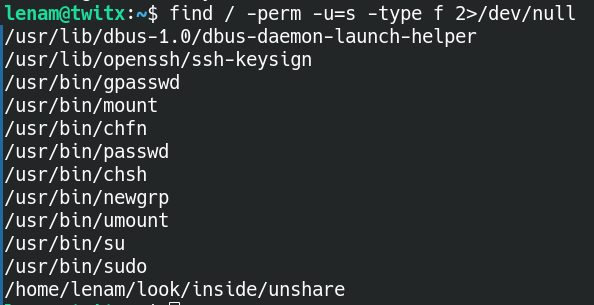 lenam@twitx:~$ find / -perm -u=s -type f 2>/dev/null
/usr/lib/dbus-1.0/dbus-daemon-launch-helper
/usr/lib/openssh/ssh-keysign
/usr/bin/gpasswd
/usr/bin/mount
/usr/bin/chfn
/usr/bin/passwd
/usr/bin/chsh
/usr/bin/newgrp
/usr/bin/umount
/usr/bin/su
/usr/bin/sudo
/home/lenam/look/inside/unshare